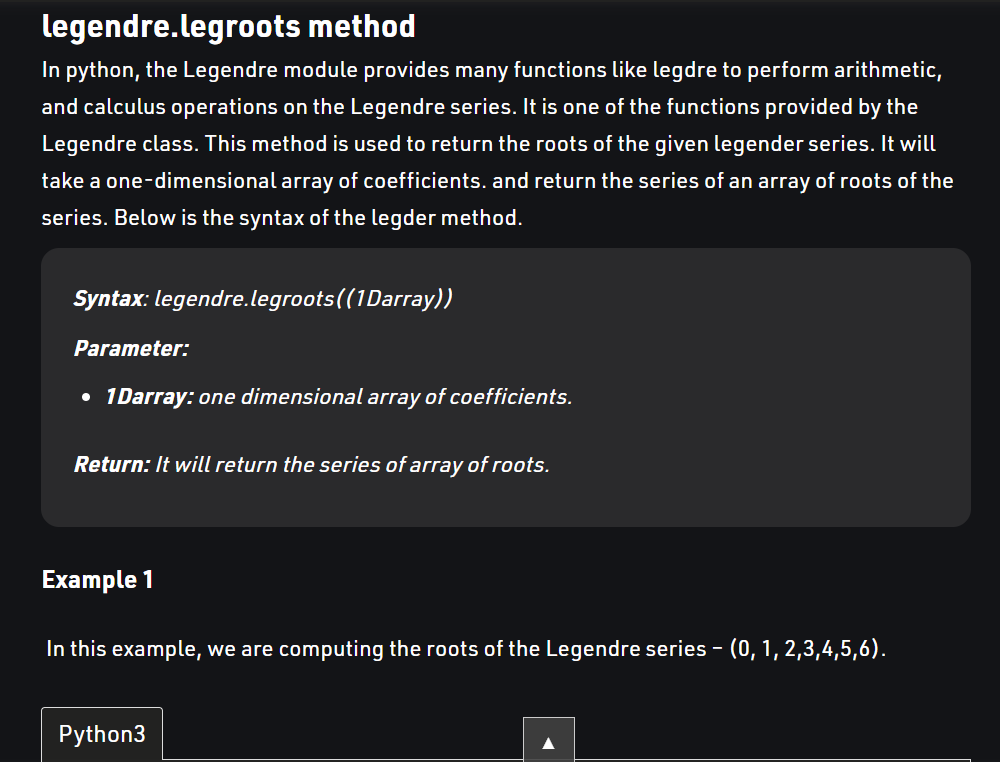 legendre.legroots method
In python, the Legendre module provides many functions like legdre to perform arithmetic,
and calculus operations on the Legendre series. It is one of the functions provided by the
Legendre class. This method is used to return the roots of the given legender series. It will
take a one-dimensional array of coefficients. and return the series of an array of roots of the
series. Below is the syntax of the legder method.
Syntax: legendre.legroots((1Darray))
Parameter:
• 1Darray: one dimensional array of coefficients.
Return: It will return the series of array of roots.
Example 1
In this example, we are computing the roots of the Legendre series – (0, 1, 2,3,4,5,6).
Python3